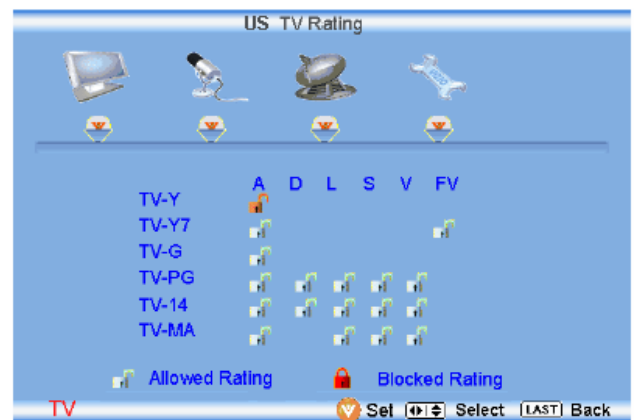 US TV Rating
A D L S V FV
TV-Y
TV-Y7
TV-G
TV-PG
TV-14
TV-MA
Allowed Rating Blocked Rating
TV Set Select LAST Back